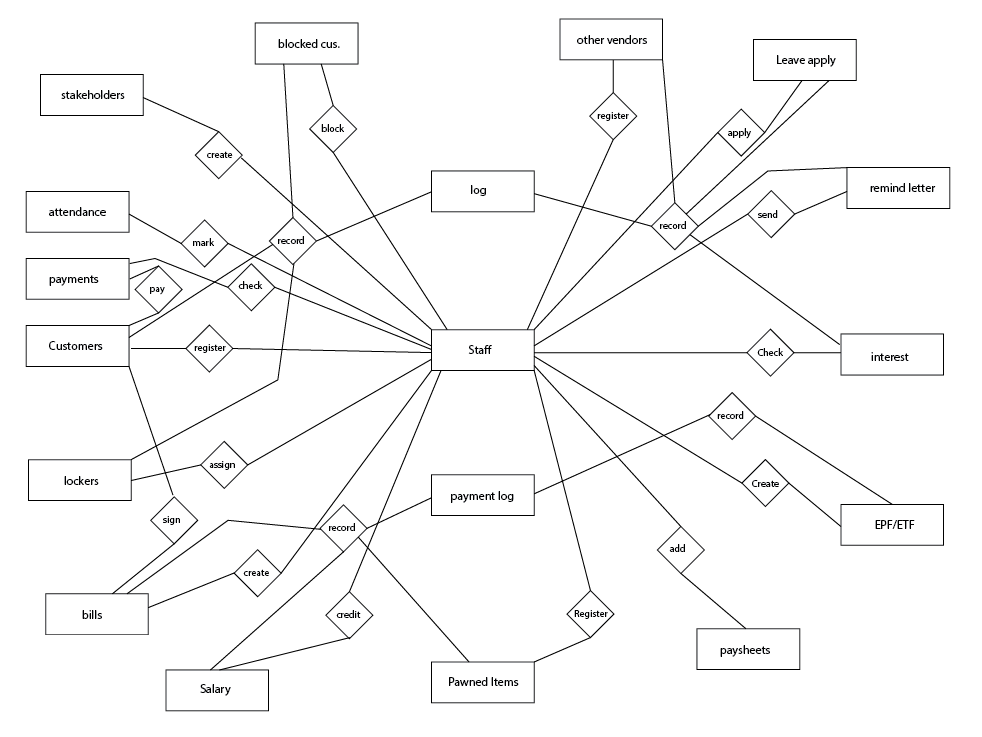 blocked cus.
other vendors
Leave apply
stakeholders
block
register
apply
create
log
remind letter
attendance
send
record
record
mark
payments
check
pay
Customers
register
Staff
Check
interest
record
assign
lockers
Create
payment log
sign
record
EPF/ETF
add
create
bills
credit
Register
paysheets
Salary
Pawned Items